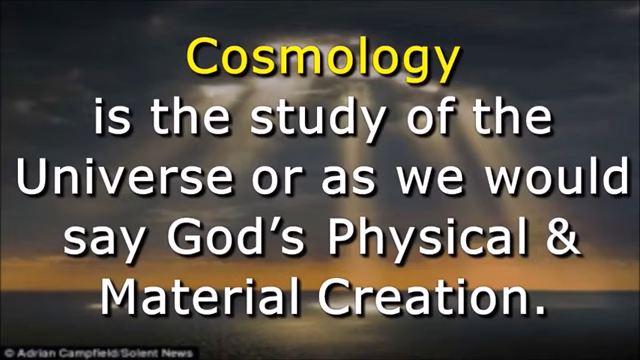 Cosmology
is the study of the
Universe or as we would
say God’s Physical &
Material Creation.
© Adrian Campfield/Solent News